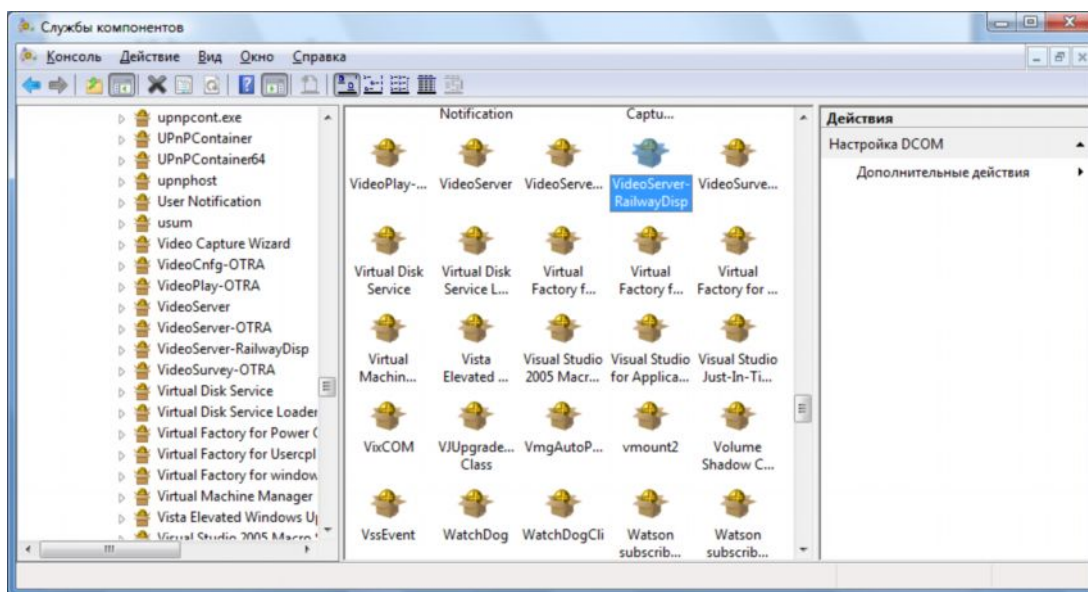 Службы компонентов
Консоль Действие Вид Окно Справка
upnpcont.exe
UPnPContainer
UPnPContainer64
upnphost
User Notification
usum
Video Capture Wizard
VideoCnfg-OTRA
VideoPlay-OTRA
VideoServer
VideoServer-OTRA
VideoServer-RailwayDisp
VideoSurvey-OTRA
Virtual Disk Service
Virtual Disk Service Loader
Virtual Factory for Power C
Virtual Factory for Usercpl
Virtual Factory for window
Virtual Machine Manager
Vista Elevated Windows Up
Visual Studio 2005 Macro S
Notification Captu...
VideoPlay-... VideoServer VideoServe... VideoServer- VideoSurve...
RailwayDisp
Virtual Disk Virtual Disk Virtual Virtual Virtual
Service Service L... Factory f... Factory f... Factory for ...
Virtual Vista Visual Studio Visual Studio Visual Studio
Machin... Elevated ... 2005 Macr... for Applica... Just-In-Ti...
VixCOM VJUpgrade... VmgAutoP... vmount2 Volume
Class Shadow C...
VssEvent WatchDog WatchDogCli Watson Watson
subscrib... subscrib...
Действия
Настройка DCOM
Дополнительные действия